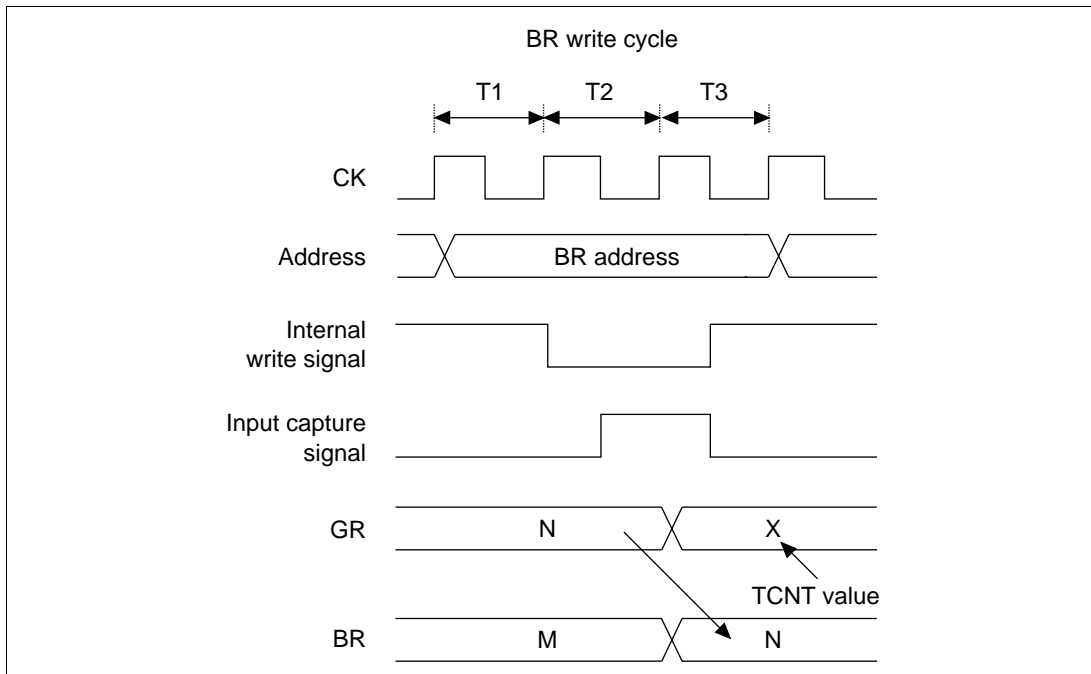 BR write cycle
T1 T2 T3
CK
Address
BR address
Internal
write signal
Input capture
signal
GR
N
X
TCNT value
BR
M
N